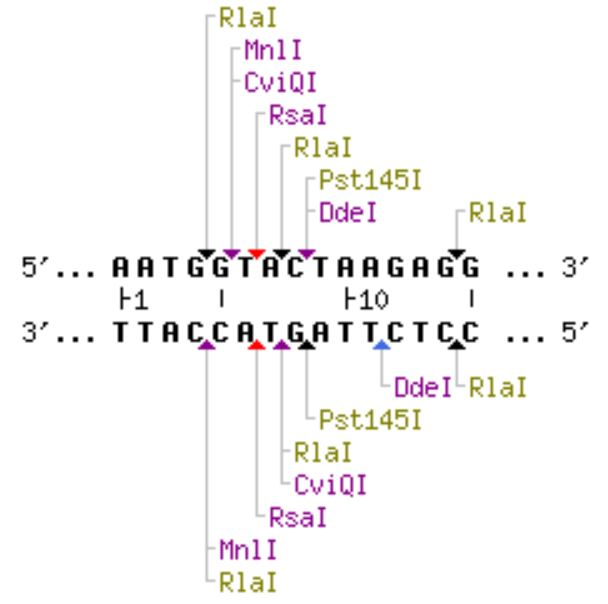 RlaI
MnlI
CviQI
RsaI
RlaI
Pst145I
DdeI RlaI
5′... AATGGTACTAAGAGG ... 3′
1 10
3′... TTACCATGATTCTCC ... 5′
DdeI RlaI
Pst145I
RlaI
CviQI
RsaI
MnlI
RlaI